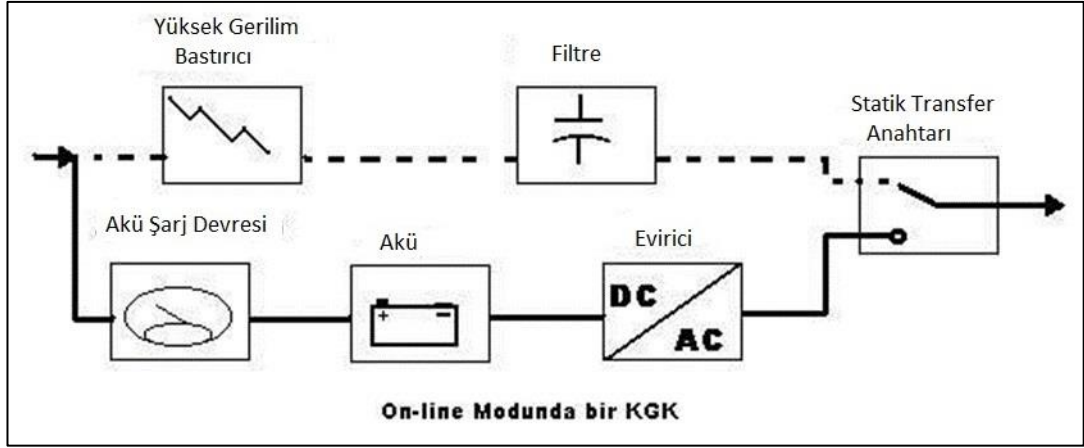 Yüksek Gerilim
Bastırıcı
Filtre
Statik Transfer
Anahtarı
Akü Şarj Devresi
Akü
Evirici
+ −
DC
AC
On-line Modunda bir KGK